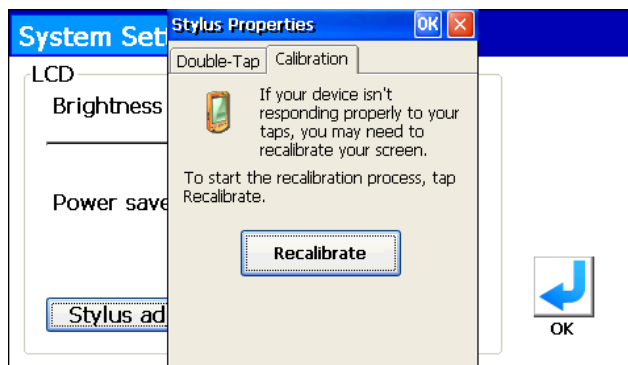 System Set
Stylus Properties
OK
Double-Tap
Calibration
LCD
Brightness
If your device isn't
responding properly to your
taps, you may need to
recalibrate your screen.
To start the recalibration process, tap
Recalibrate.
Power save
Recalibrate
Stylus ad
OK